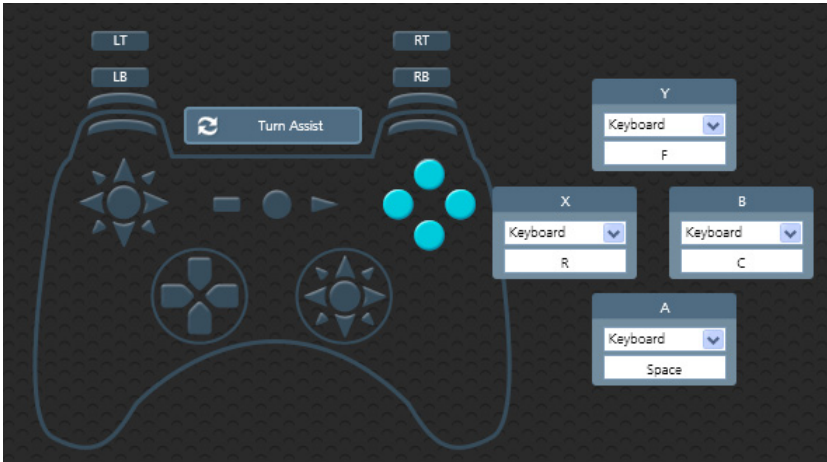 LT
RT
LB
RB
Turn Assist
Y
Keyboard
F
X
Keyboard
R
B
Keyboard
C
A
Keyboard
Space